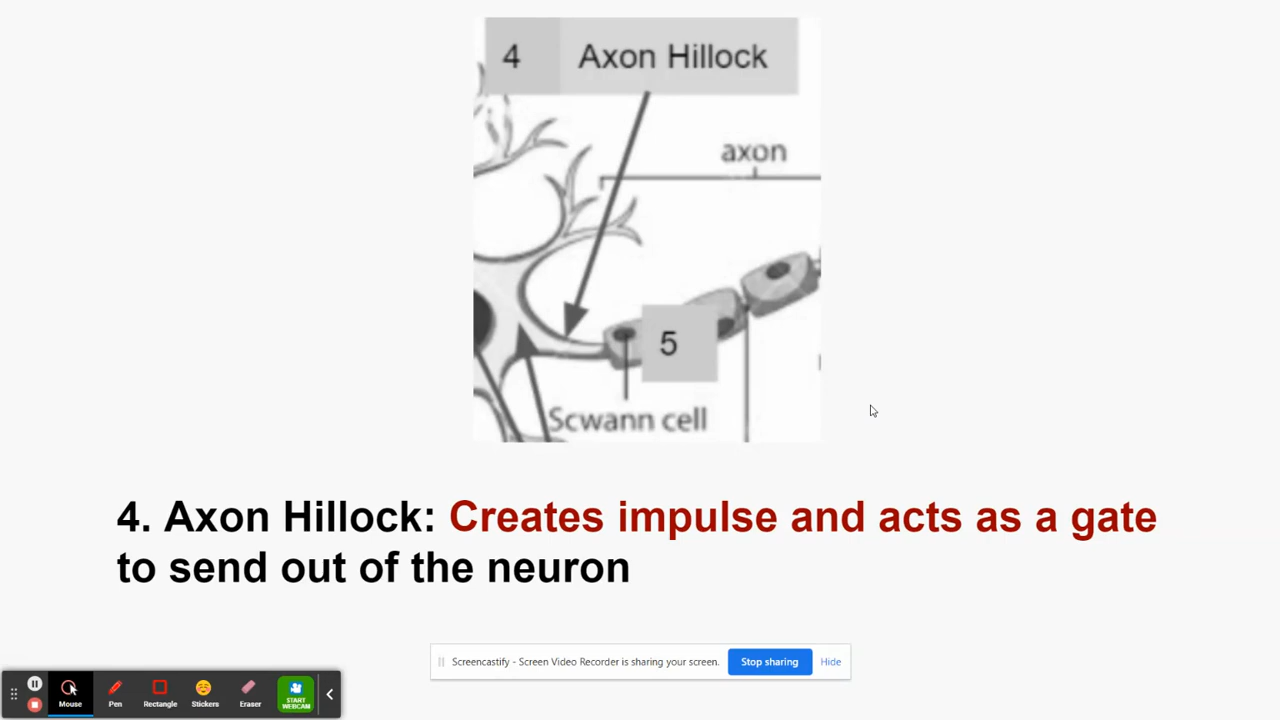 4 Axon Hillock
axon
5
Scwann cell
4. Axon Hillock: Creates impulse and acts as a gate
to send out of the neuron
Screencastify - Screen Video Recorder is sharing your screen. Stop sharing Hide
Mouse Pen Rectangle Stickers Eraser START WEBCAM